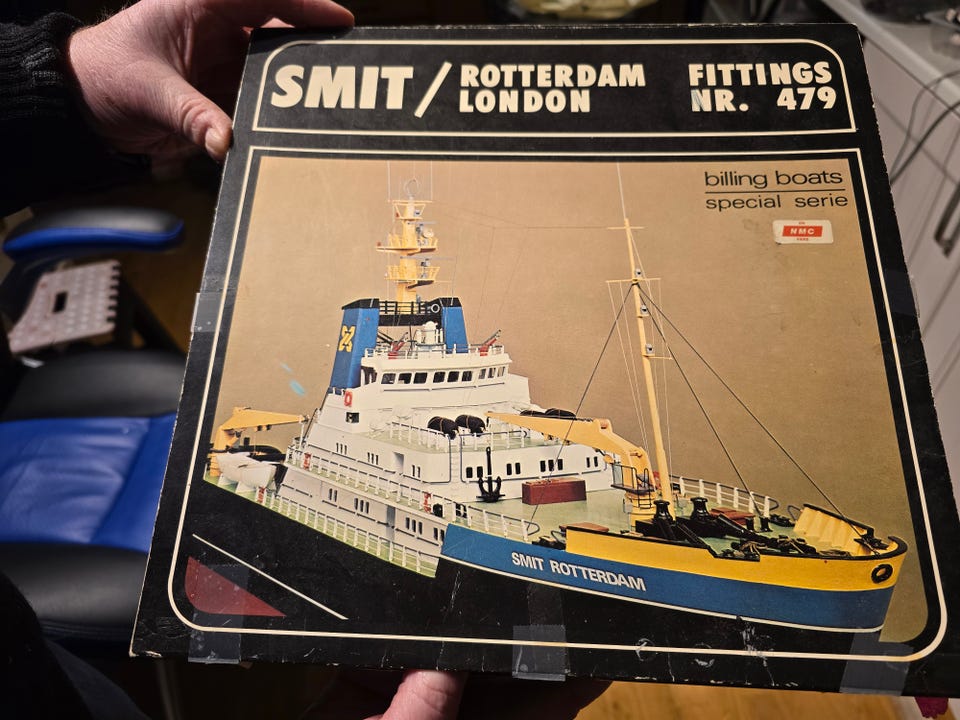 SMIT / ROTTERDAM
LONDON
FITTINGS
NR. 479
billing boats
special serie
NMC
SMIT ROTTERDAM